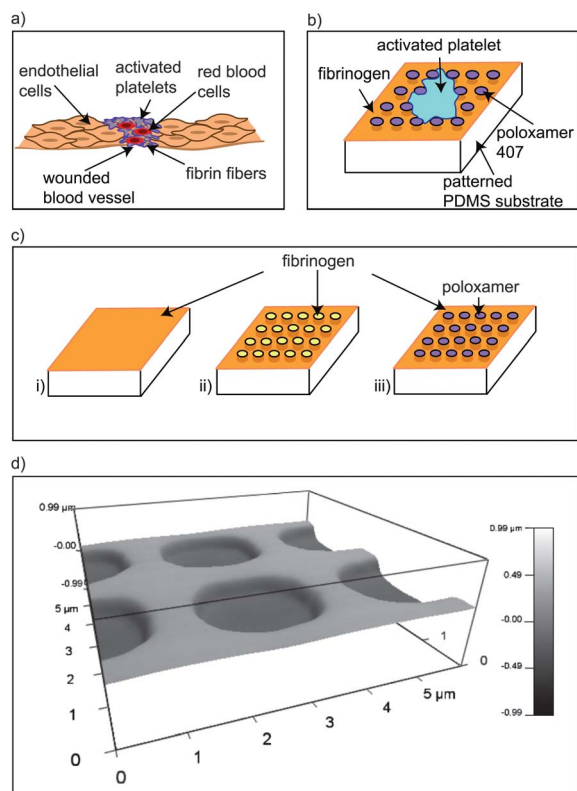 a)
endothelial
cells
activated
platelets
red blood
cells
wounded
blood vessel
fibrin fibers
b)
activated platelet
fibrinogen
poloxamer
407
patterned
PDMS substrate
c)
fibrinogen
poloxamer
i)
ii)
iii)
d)
0.99 µm
-0.00
-0.99
5 µm
4
3
2
1
0
0
1
2
3
4
5 µm
1
0
0.99 µm
0.49
-0.00
-0.49
-0.99